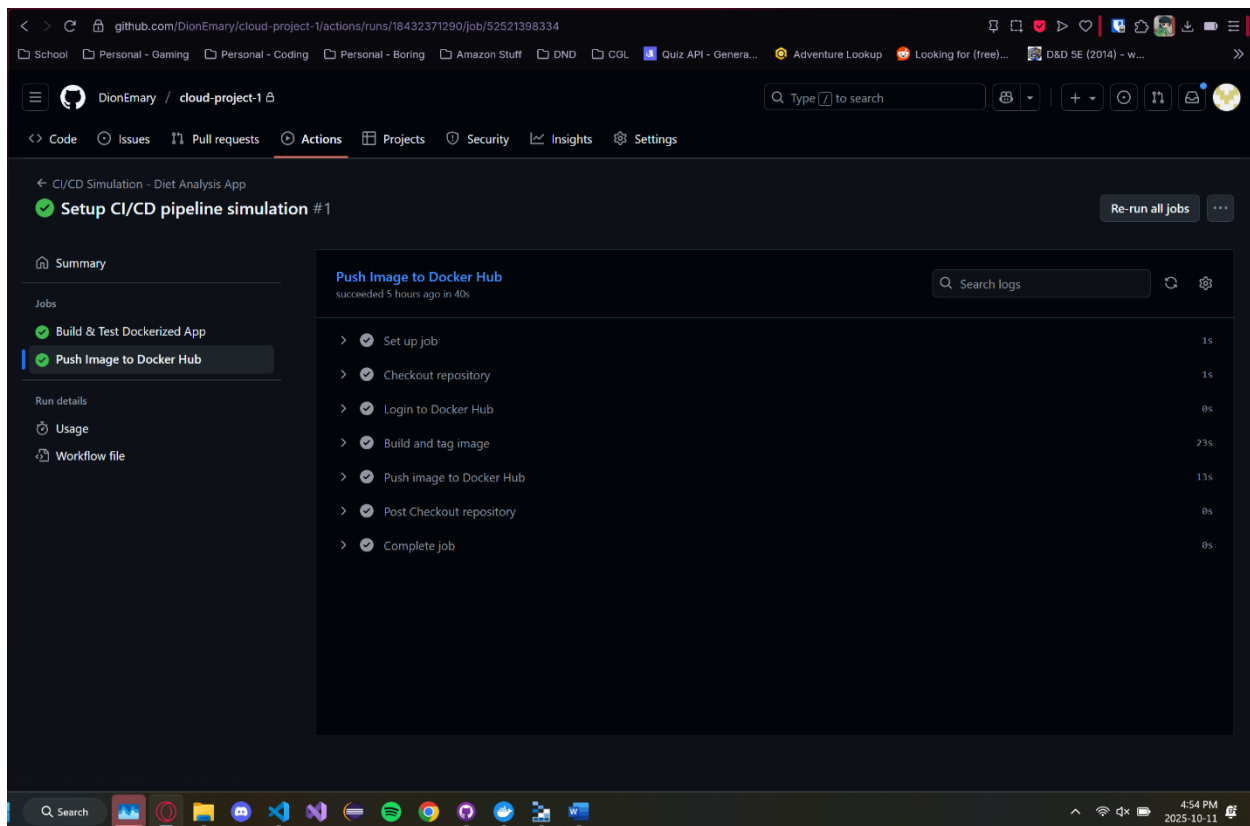 github.com/DionEmary/cloud-project-1/actions/runs/18432371290/job/52521398334
School Personal - Gaming Personal - Coding Personal - Boring Amazon Stuff DND CGL Quiz API - Genera... Adventure Lookup Looking for (free)... D&D 5E (2014) - w...
DionEmary / cloud-project-1 Type / to search
Code Issues Pull requests Actions Projects Security Insights Settings
CI/CD Simulation - Diet Analysis App
Setup CI/CD pipeline simulation #1
Re-run all jobs
Summary
Jobs
Build & Test Dockerized App
Push Image to Docker Hub
Run details
Usage
Workflow file
Push Image to Docker Hub
succeeded 5 hours ago in 40s
Search logs
Set up job 1s
Checkout repository 1s
Login to Docker Hub 0s
Build and tag image 23s
Push image to Docker Hub 13s
Post Checkout repository 0s
Complete job 0s
Search
4:54 PM
2025-10-11